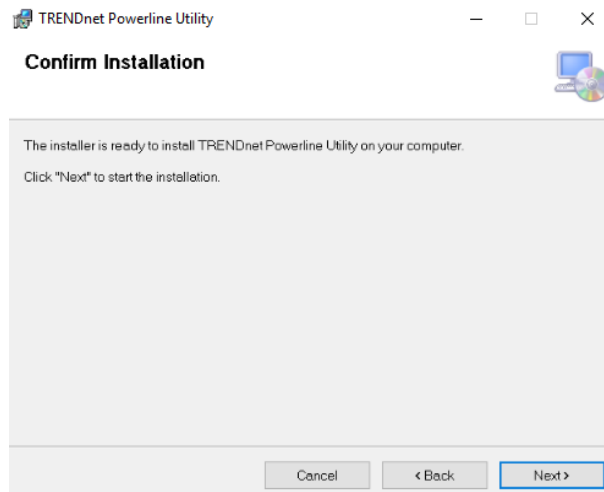 TRENDnet Powerline Utility
Confirm Installation
The installer is ready to install TRENDnet Powerline Utility on your computer.
Click "Next" to start the installation.
Cancel
< Back
Next >